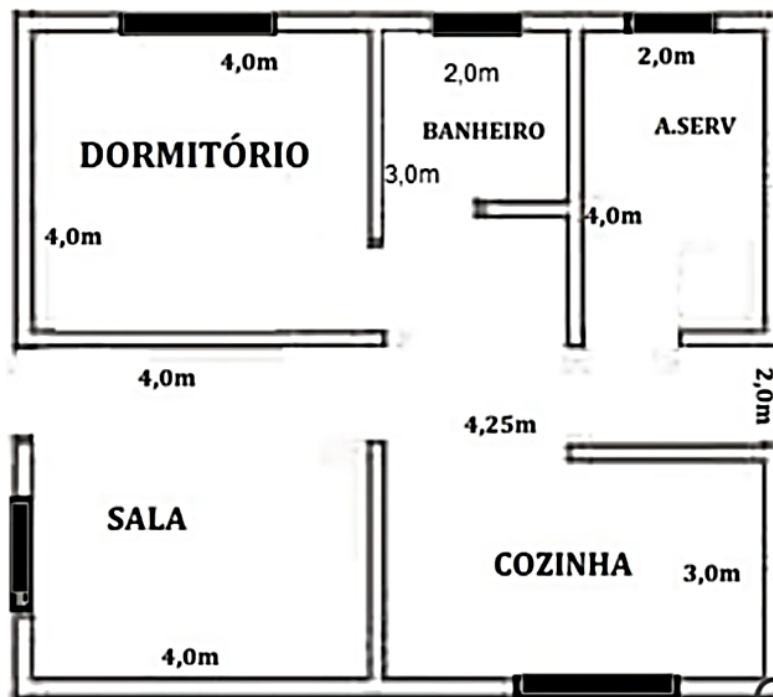 4,0m
2,0m
2,0m
BANHEIRO
A.SERV
DORMITÓRIO
3,0m
4,0m
4,0m
4,0m
2,0m
4,25m
SALA
COZINHA
3,0m
4,0m